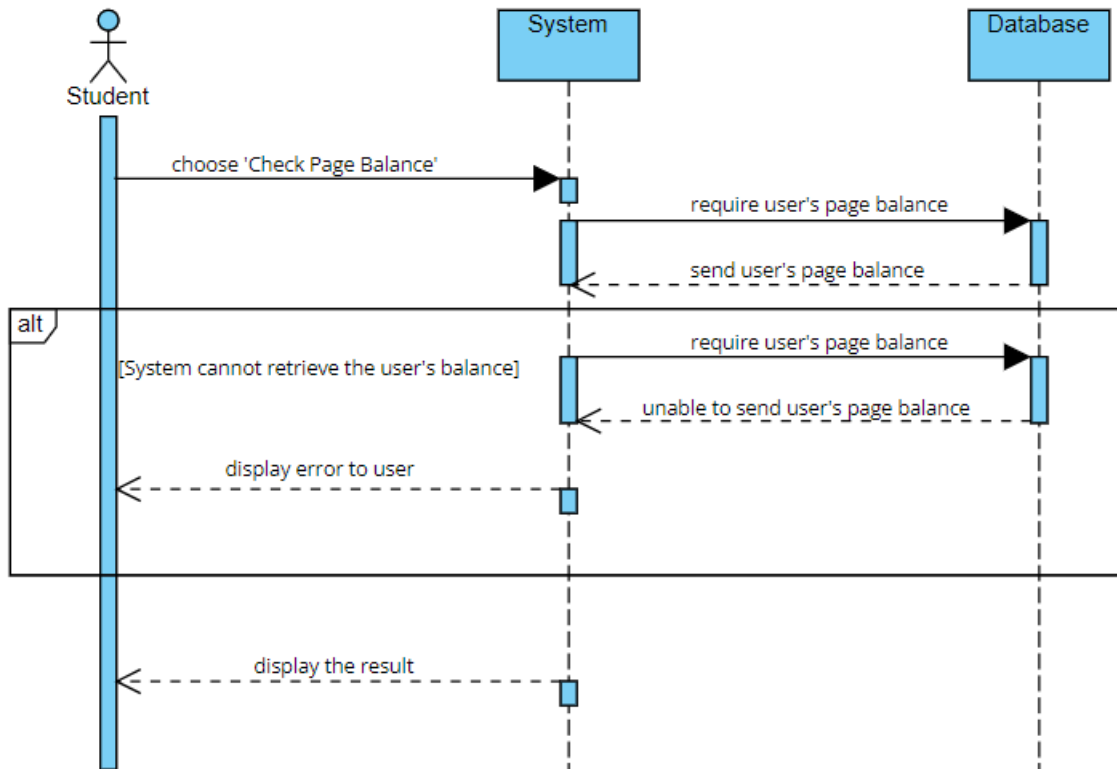 System
Database
Student
choose 'Check Page Balance'
require user's page balance
send user's page balance
alt
require user's page balance
[System cannot retrieve the user's balance]
unable to send user's page balance
display error to user
display the result